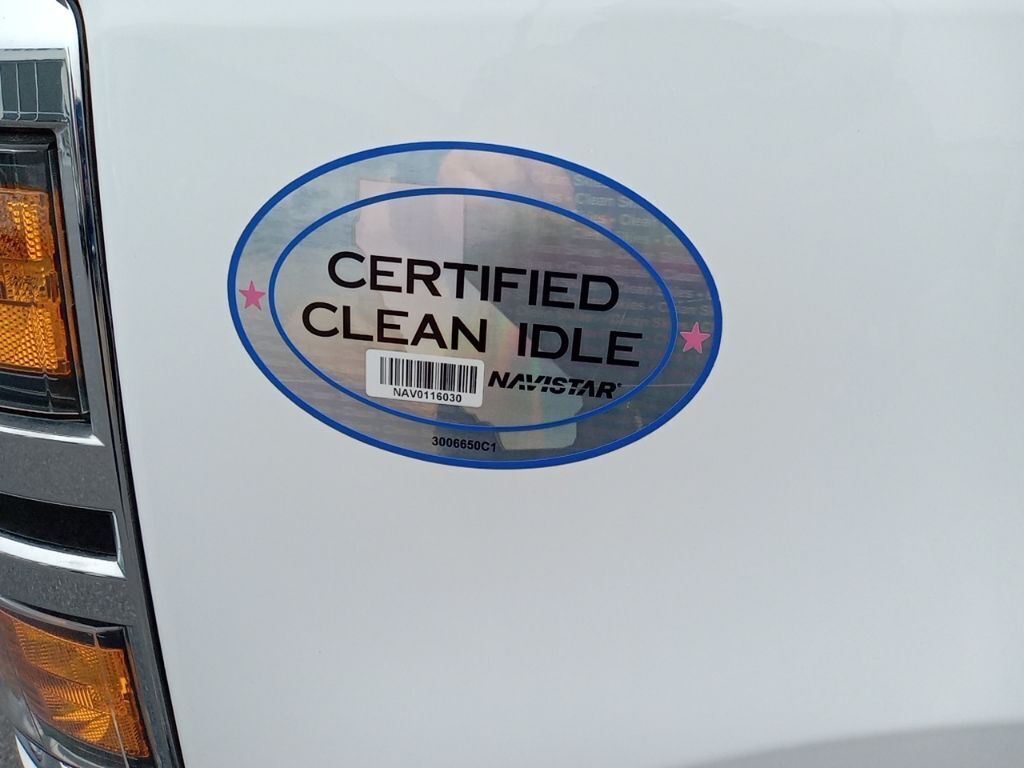 CERTIFIED
CLEAN IDLE
NAVISTAR®
NAV0116030
3006650C1